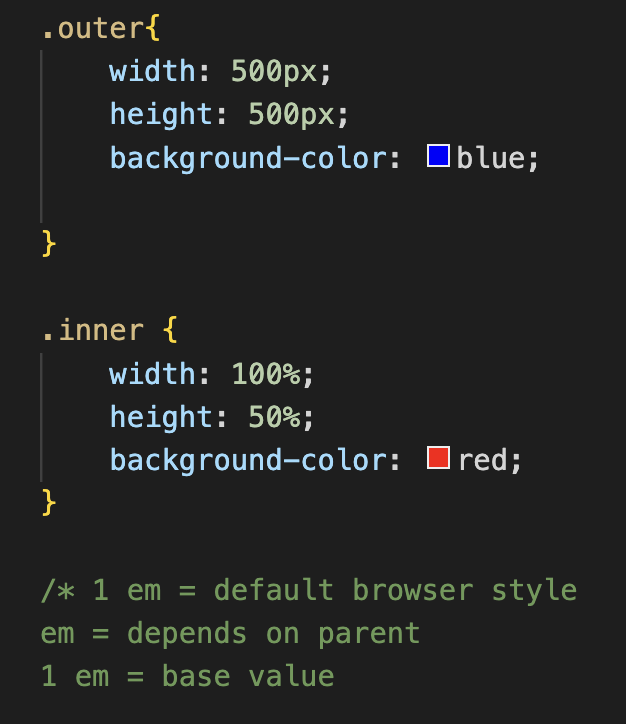 .outer{
    width: 500px;
    height: 500px;
    background-color: blue;
}
.inner {
    width: 100%;
    height: 50%;
    background-color: red;
}
/* 1 em = default browser style
em = depends on parent
1 em = base value